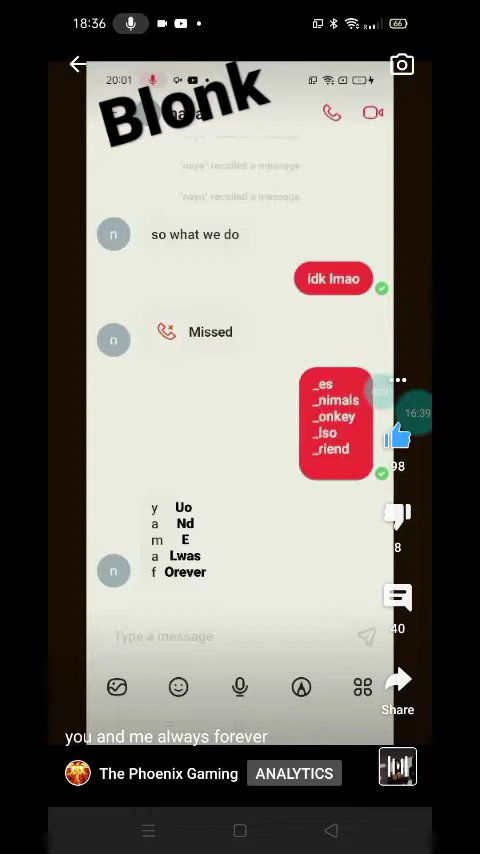 18:36
66
20:01
Blonk
'naya' recalled a message
'naya' recalled a message
n so what we do
idk lmao
n Missed
_es
_nimals
_onkey
_lso
_riend
16:39
98
8
y Uo
a Nd
m E
a Lwas
n f Orever
40
Type a message
Share
you and me always forever
The Phoenix Gaming ANALYTICS